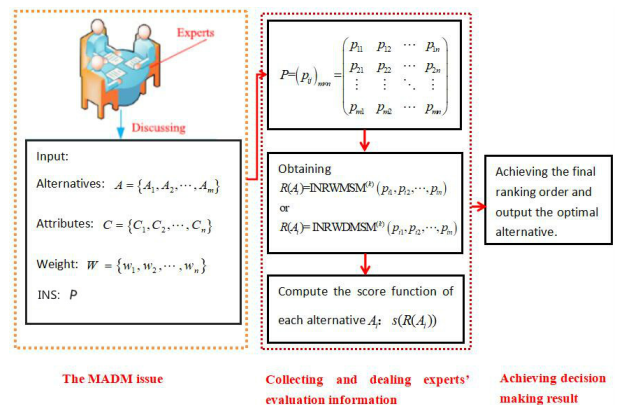 Experts
Discussing
Input:
Alternatives: A = {A₁, A₂, ⋯, Aₘ}
Attributes: C = {C₁, C₂, ⋯, Cₙ}
Weight: W = {w₁, w₂, ⋯, wₙ}
INS: P
The MADM issue
P=(pᵢⱼ)ₘ×ₙ =
p₁₁ p₁₂ ⋯ p₁ₙ
p₂₁ p₂₂ ⋯ p₂ₙ
⋮ ⋮ ⋱ ⋮
pₘ₁ pₘ₂ ⋯ pₘₙ
Obtaining
R(Aᵢ)=INRWMSM⁽ᵏ⁾(pᵢ₁, pᵢ₂, ⋯, pᵢₙ)
or
R(Aᵢ)=INRWDMSM⁽ᵏ⁾(pᵢ₁, pᵢ₂, ⋯, pᵢₙ)
Compute the score function of
each alternative Aᵢ: s(R(Aᵢ))
Collecting and dealing experts'
evaluation information
Achieving the final
ranking order and
output the optimal
alternative.
Achieving decision
making result